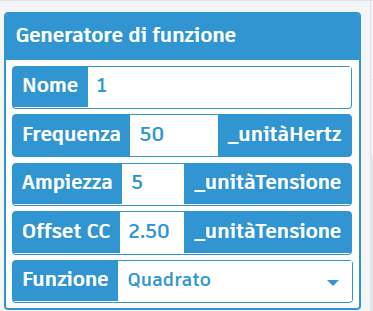 Generatore di funzione
Nome 1
Frequenza 50 _unitàHertz
Ampiezza 5 _unitàTensione
Offset CC 2.50 _unitàTensione
Funzione Quadrato